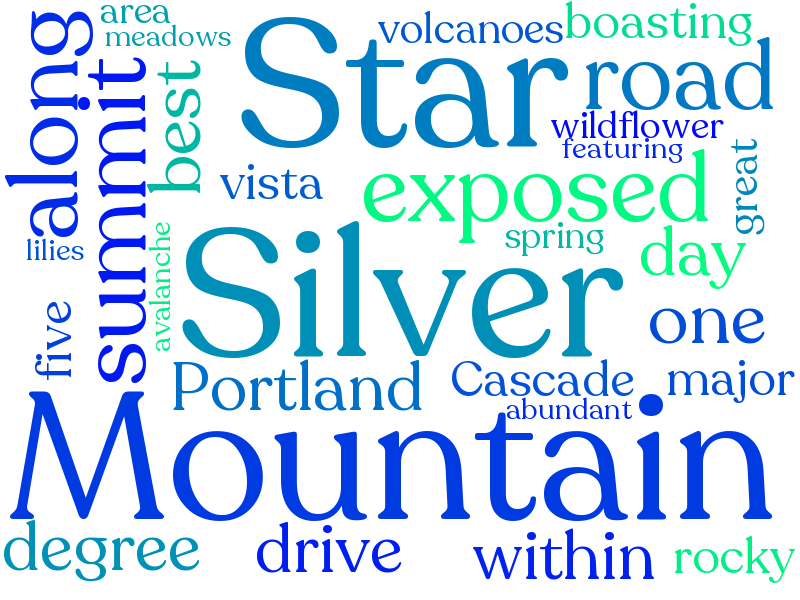 area
meadows
along
summit
best
Star
volcanoes
boasting
road
wildflower
featuring
great
vista
exposed
spring
day
lilies
avalanche
Silver
five
one
Portland
Cascade
major
abundant
Mountain
degree
drive
within
rocky